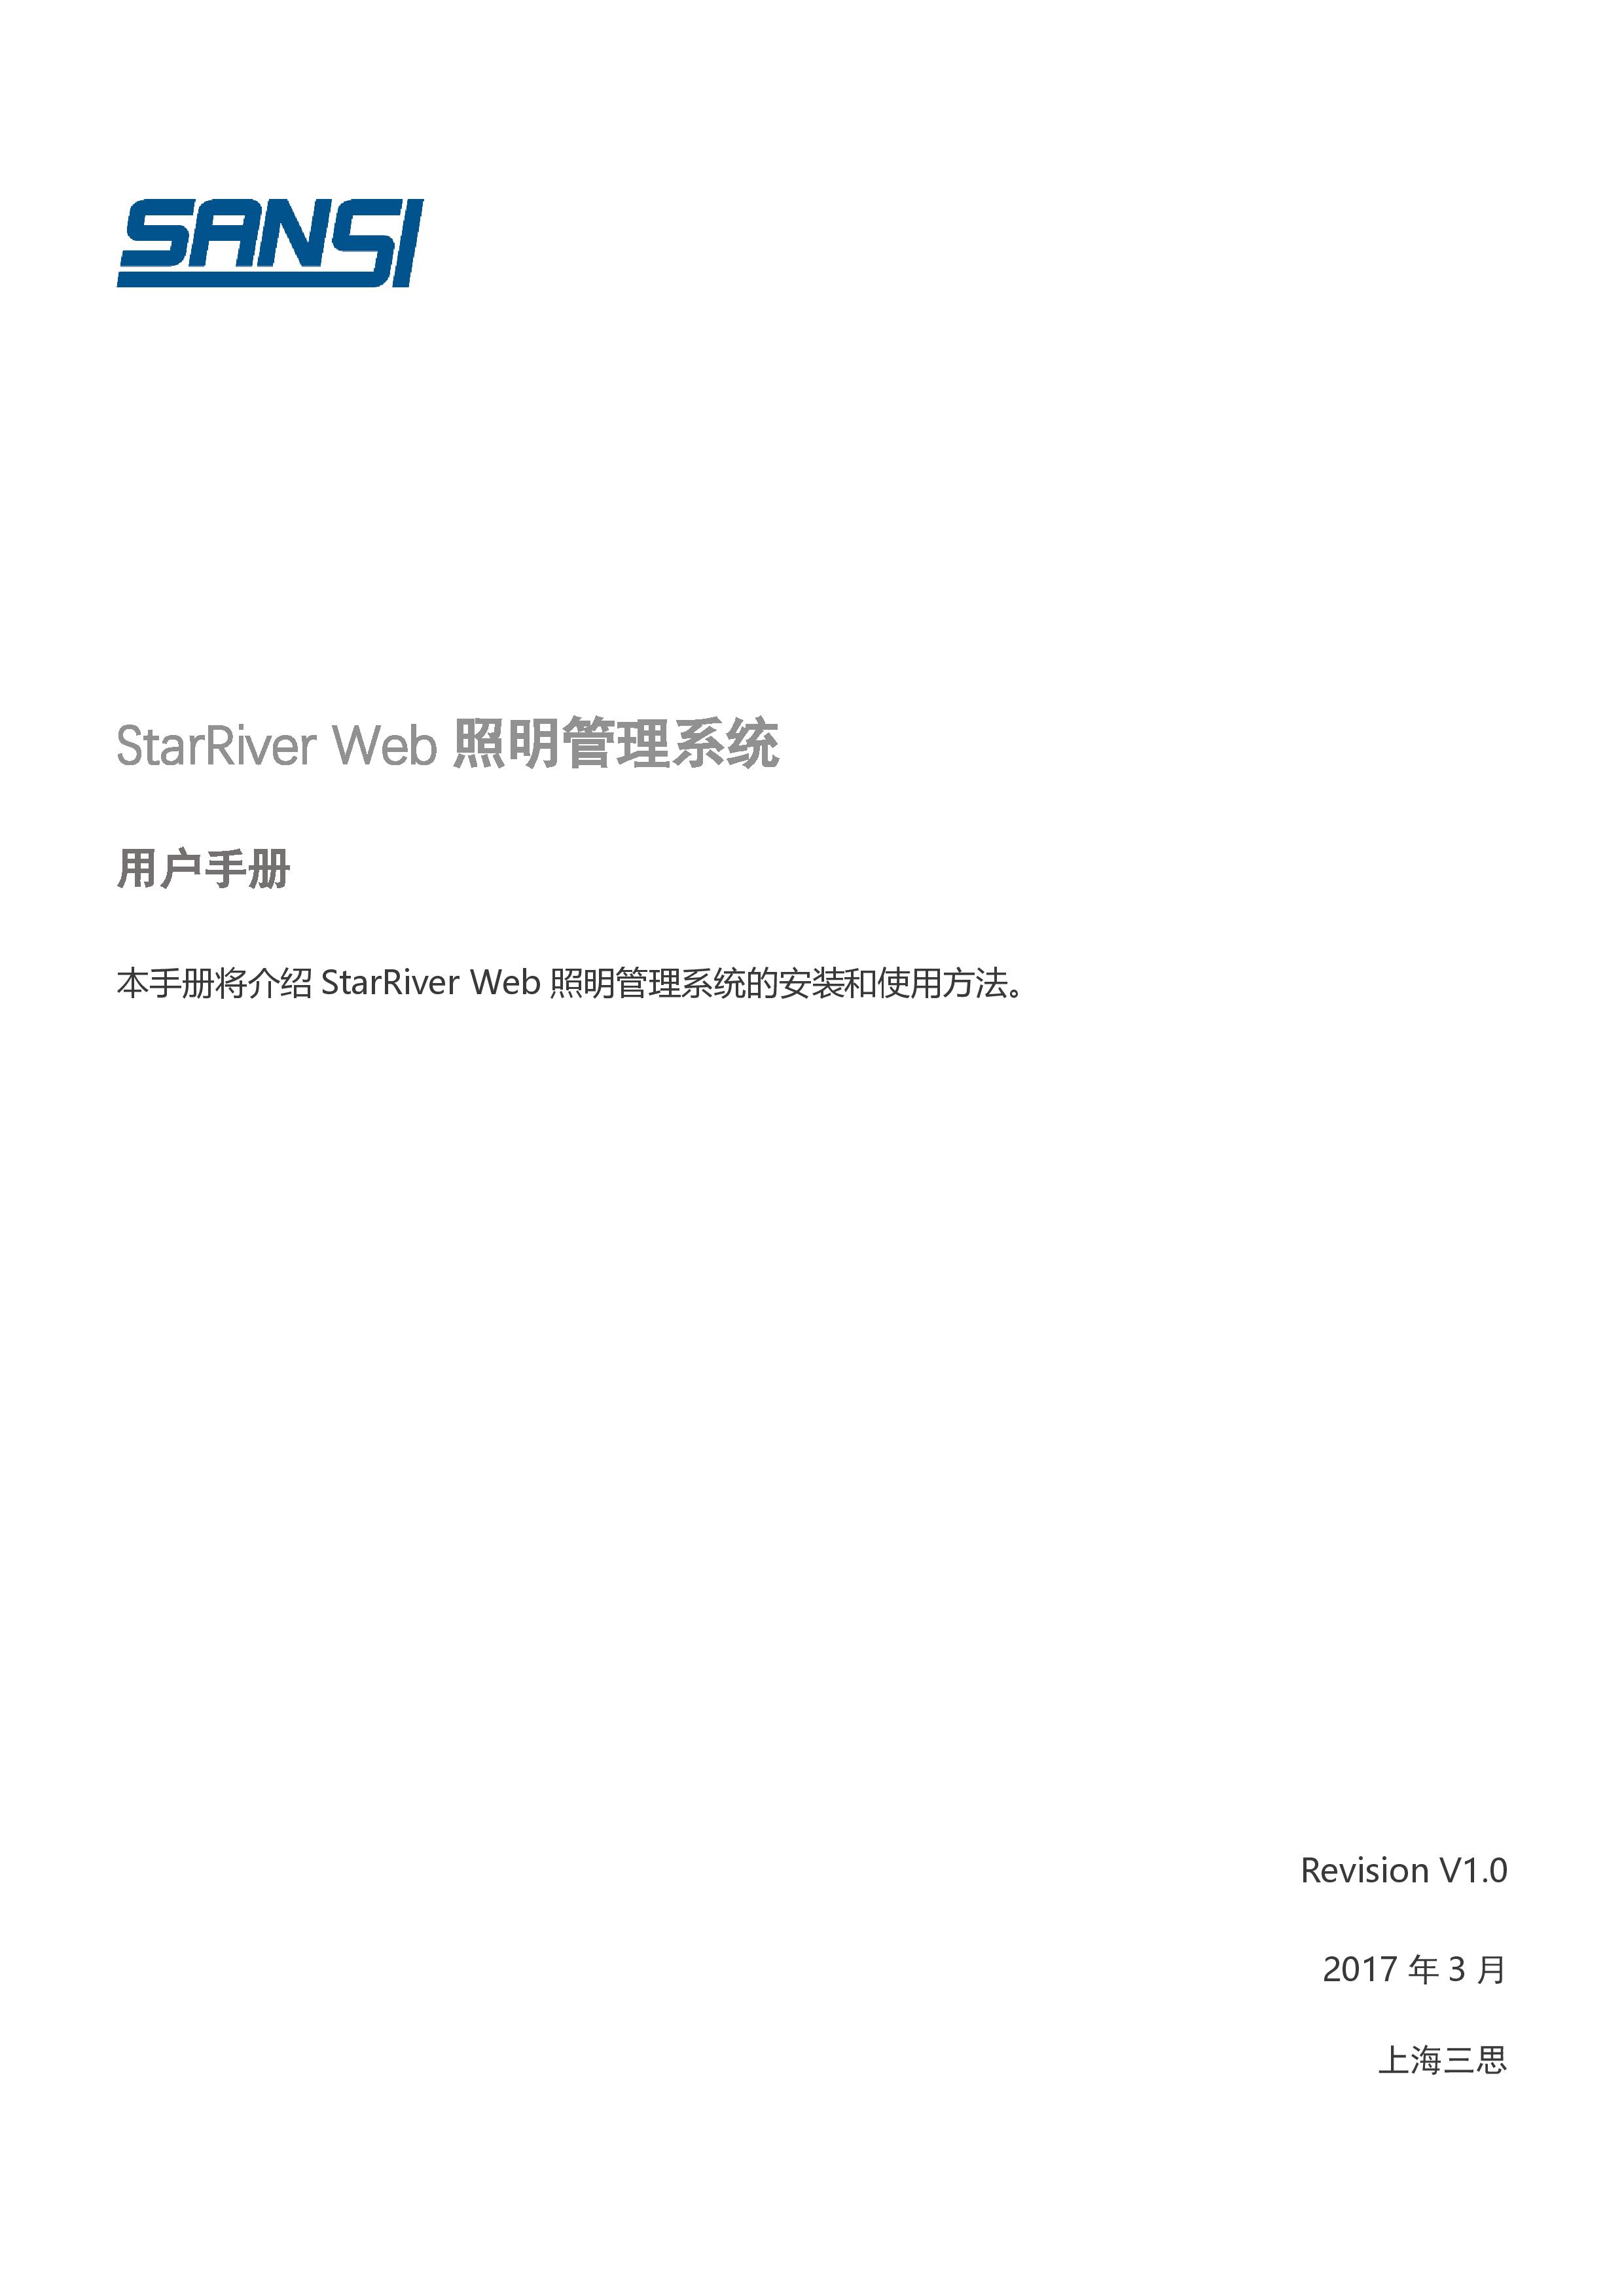 SANSI
StarRiver Web 照明管理系统
用户手册
本手册将介绍 StarRiver Web 照明管理系统的安装和使用方法。
Revision V1.0
2017 年 3 月
上海三思